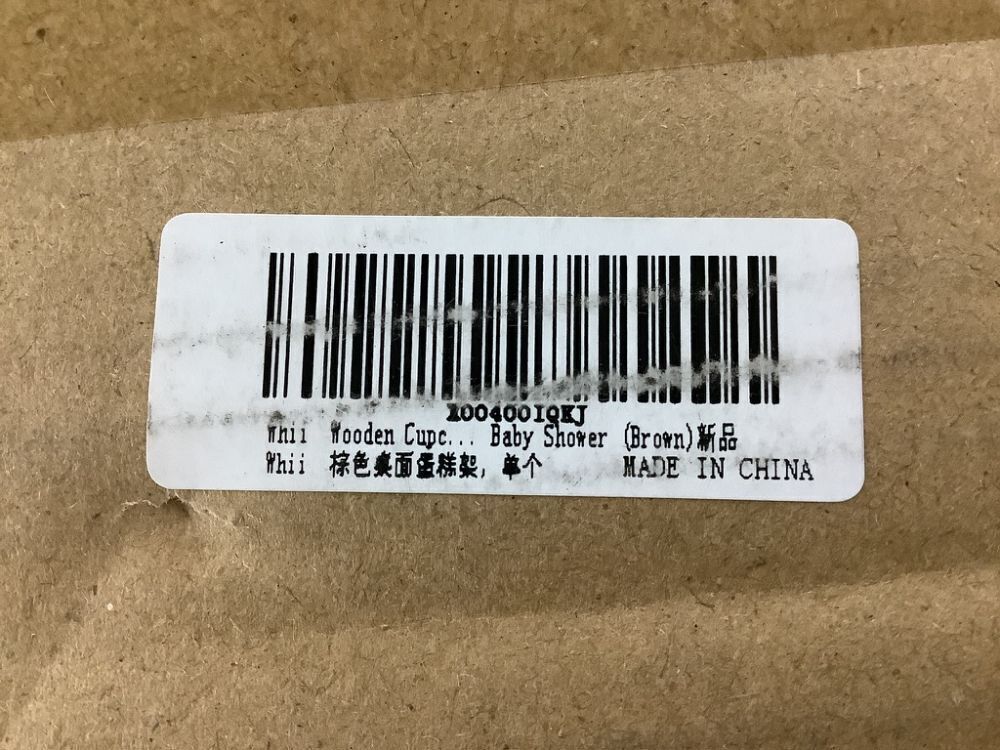 X004001QKJ
Whii Wooden Cupc... Baby Shower (Brown)新品
Whii 棕色桌面蛋糕架, 单个 MADE IN CHINA